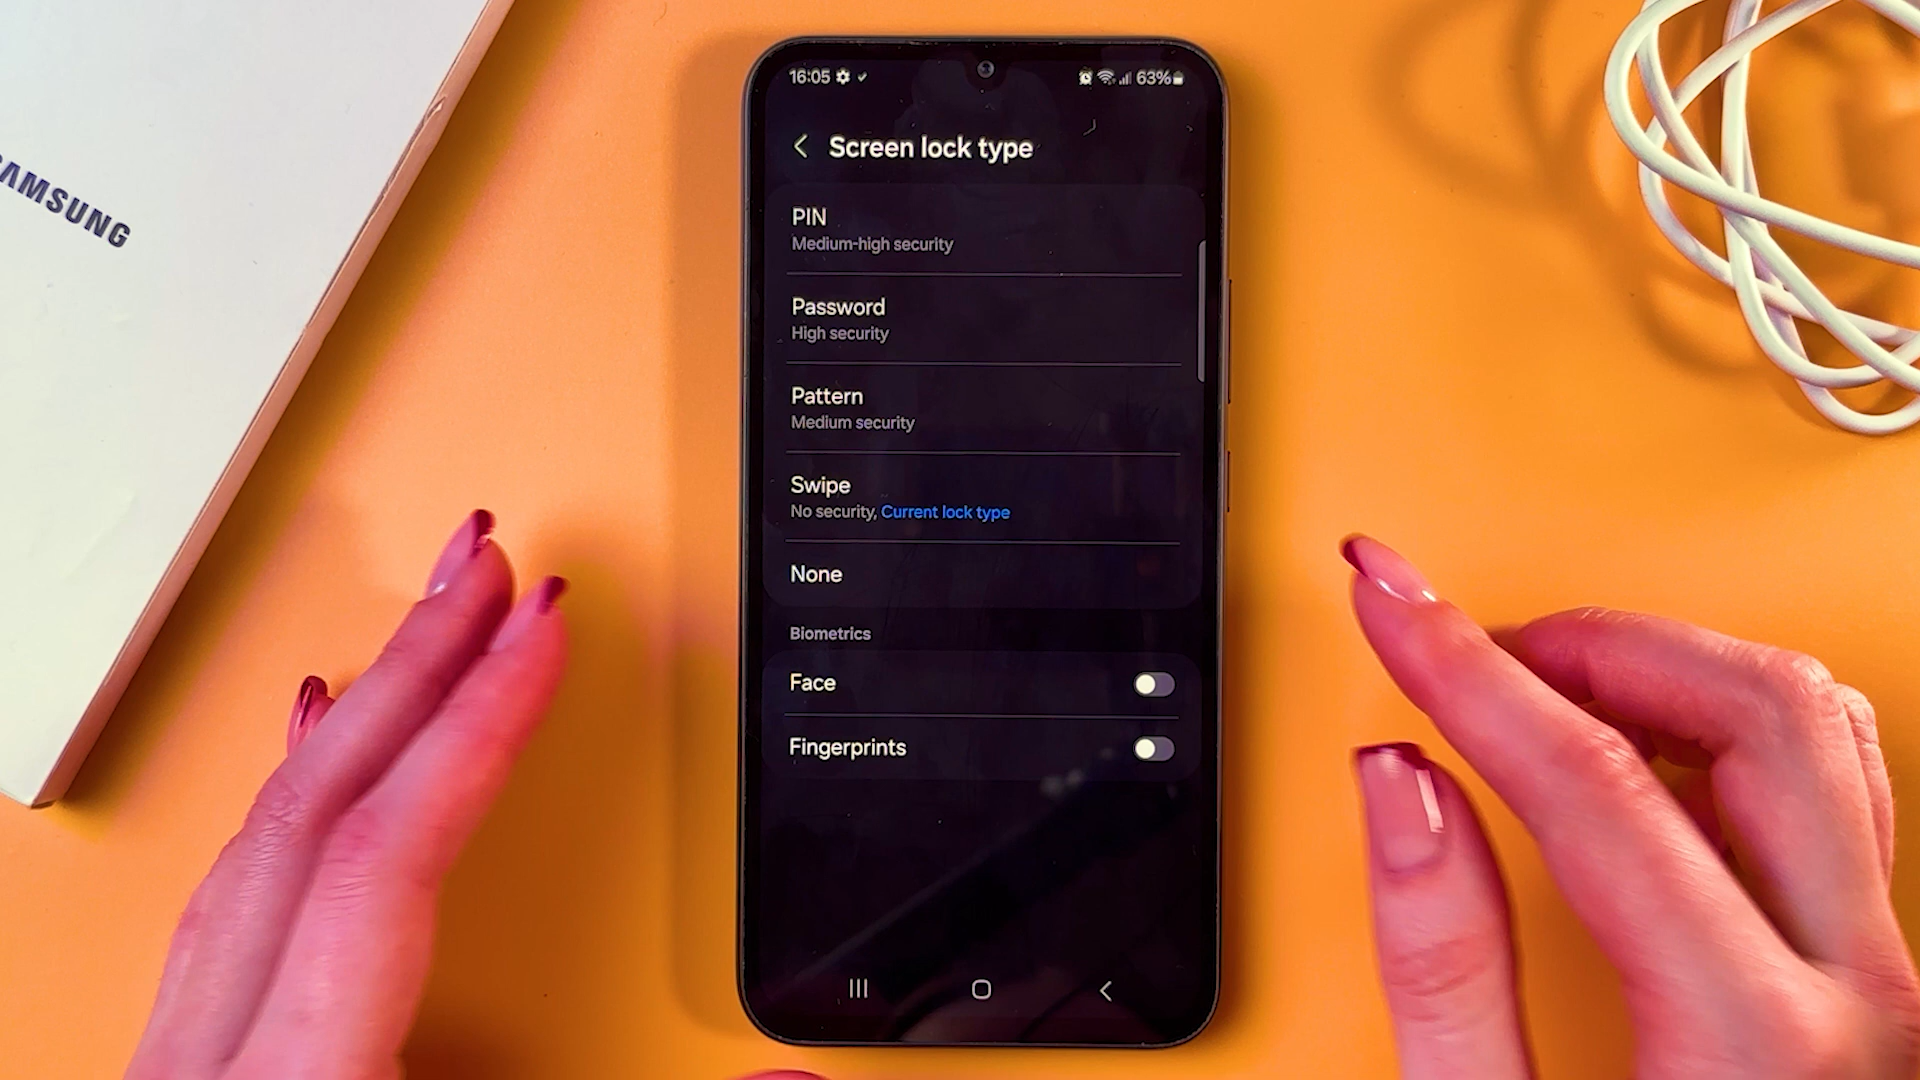 SAMSUNG
16:05
63%
Screen lock type
PIN
Medium-high security
Password
High security
Pattern
Medium security
Swipe
No security, Current lock type
None
Biometrics
Face
Fingerprints